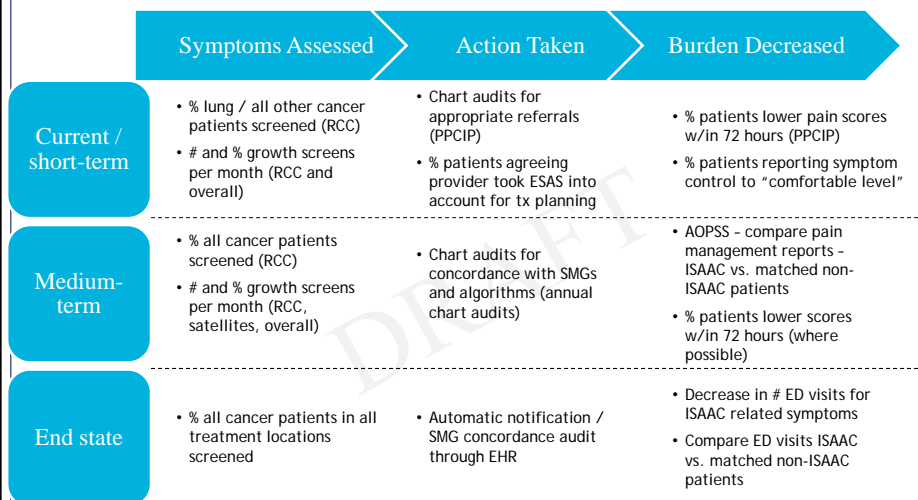 Symptoms Assessed
Action Taken
Burden Decreased
Current /
short-term
• % lung / all other cancer
patients screened (RCC)
• # and % growth screens
per month (RCC and
overall)
• Chart audits for
appropriate referrals
(PPCIP)
• % patients agreeing
provider took ESAS into
account for tx planning
• % patients lower pain scores
w/in 72 hours (PPCIP)
• % patients reporting symptom
control to “comfortable level”
Medium-
term
• % all cancer patients
screened (RCC)
• # and % growth screens
per month (RCC,
satellites, overall)
• Chart audits for
concordance with SMGs
and algorithms (annual
chart audits)
• AOPSS – compare pain
management reports –
ISAAC vs. matched non-
ISAAC patients
• % patients lower scores
w/in 72 hours (where
possible)
End state
• % all cancer patients in all
treatment locations
screened
• Automatic notification /
SMG concordance audit
through EHR
• Decrease in # ED visits for
ISAAC related symptoms
• Compare ED visits ISAAC
vs. matched non-ISAAC
patients
DRAFT